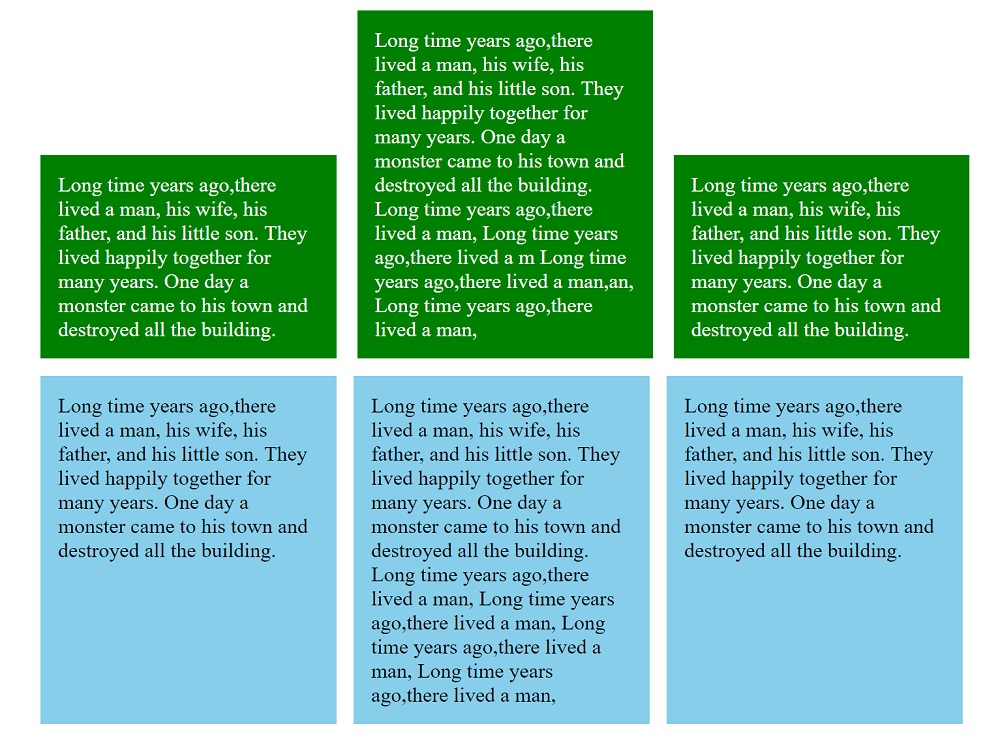 Long time years ago,there
lived a man, his wife, his
father, and his little son. They
lived happily together for
many years. One day a
monster came to his town and
destroyed all the building.
Long time years ago,there
lived a man, his wife, his
father, and his little son. They
lived happily together for
many years. One day a
monster came to his town and
destroyed all the building.
Long time years ago,there
lived a man, Long time years
ago,there lived a m Long time
years ago,there lived a man,an,
Long time years ago,there
lived a man,
Long time years ago,there
lived a man, his wife, his
father, and his little son. They
lived happily together for
many years. One day a
monster came to his town and
destroyed all the building.
Long time years ago,there
lived a man, his wife, his
father, and his little son. They
lived happily together for
many years. One day a
monster came to his town and
destroyed all the building.
Long time years ago,there
lived a man, his wife, his
father, and his little son. They
lived happily together for
many years. One day a
monster came to his town and
destroyed all the building.
Long time years ago,there
lived a man, Long time years
ago,there lived a man, Long
time years ago,there lived a
man, Long time years
ago,there lived a man,
Long time years ago,there
lived a man, his wife, his
father, and his little son. They
lived happily together for
many years. One day a
monster came to his town and
destroyed all the building.